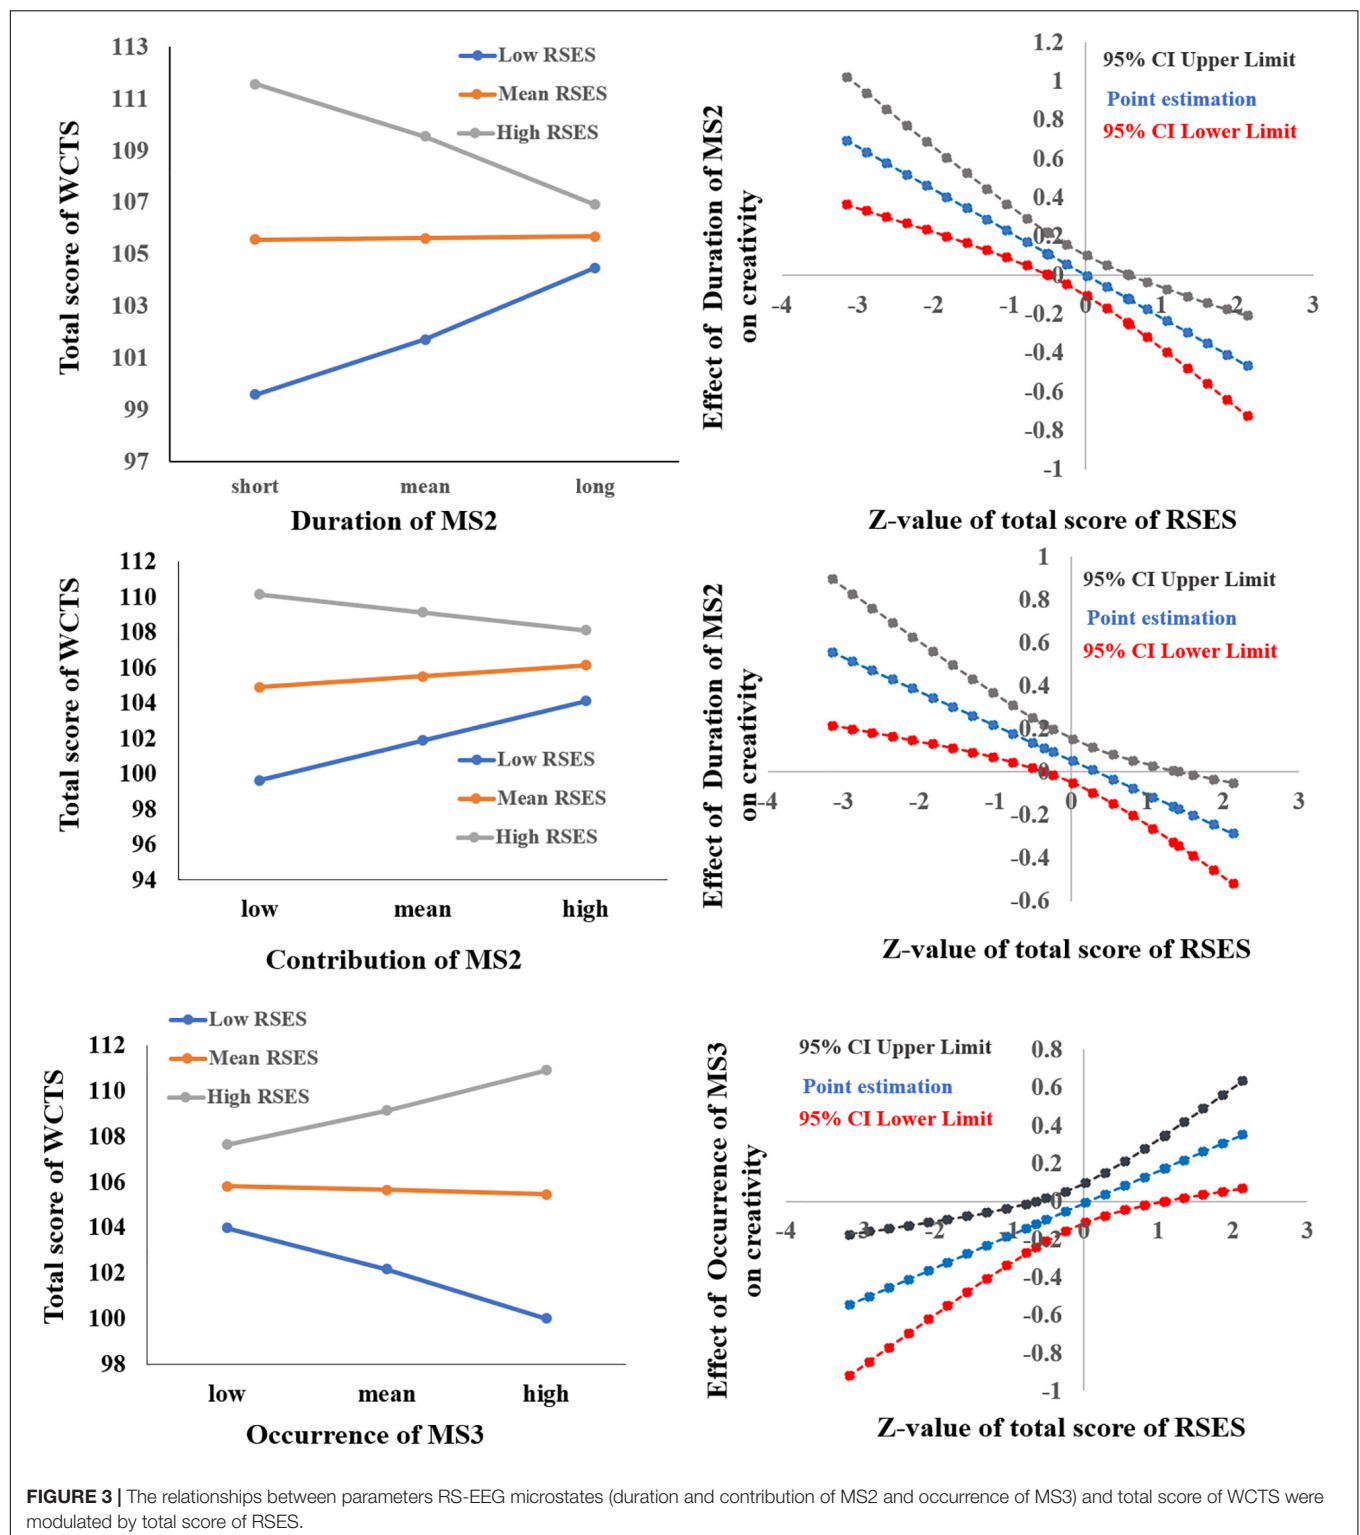 113
111
109
107
105
103
101
99
97
Total score of WCTS
Low RSES
Mean RSES
High RSES
short mean long
Duration of MS2
1.2
1
0.8
0.6
0.4
0.2
0
-0.2
-0.4
-0.6
-0.8
-1
-4 -3 -2 -1 0 1 2 3
Effect of Duration of MS2
on creativity
95% CI Upper Limit
Point estimation
95% CI Lower Limit
Z-value of total score of RSES
112
110
108
106
104
102
100
98
96
94
Total score of WCTS
Low RSES
Mean RSES
High RSES
low mean high
Contribution of MS2
1
0.8
0.6
0.4
0.2
0
-0.2
-0.4
-0.6
-4 -3 -2 -1 0 1 2 3
Effect of Duration of MS2
on creativity
95% CI Upper Limit
Point estimation
95% CI Lower Limit
Z-value of total score of RSES
Low RSES
Mean RSES
High RSES
112
110
108
106
104
102
100
98
Total score of WCTS
low mean high
Occurrence of MS3
95% CI Upper Limit
Point estimation
95% CI Lower Limit
0.8
0.6
0.4
0.2
0
-0.2
-0.4
-0.6
-0.8
-1
-4 -3 -2 -1 0 1 2 3
Effect of Occurrence of MS3
on creativity
Z-value of total score of RSES
FIGURE 3 | The relationships between parameters RS-EEG microstates (duration and contribution of MS2 and occurrence of MS3) and total score of WCTS were
modulated by total score of RSES.